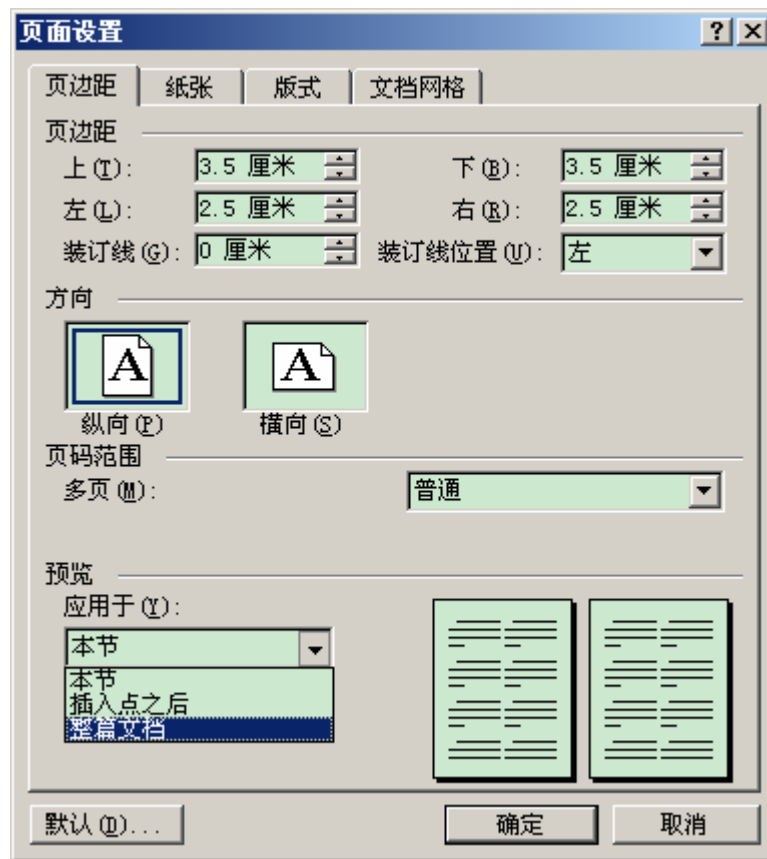 页面设置
页边距 纸张 版式 文档网格
页边距
上(T): 3.5 厘米 下(B): 3.5 厘米
左(L): 2.5 厘米 右(R): 2.5 厘米
装订线(G): 0 厘米 装订线位置(U): 左
方向
A A
纵向(P) 横向(S)
页码范围
多页(M): 普通
预览
应用于(Y):
本节
本节
插入点之后
整篇文档
默认(D)... 确定 取消